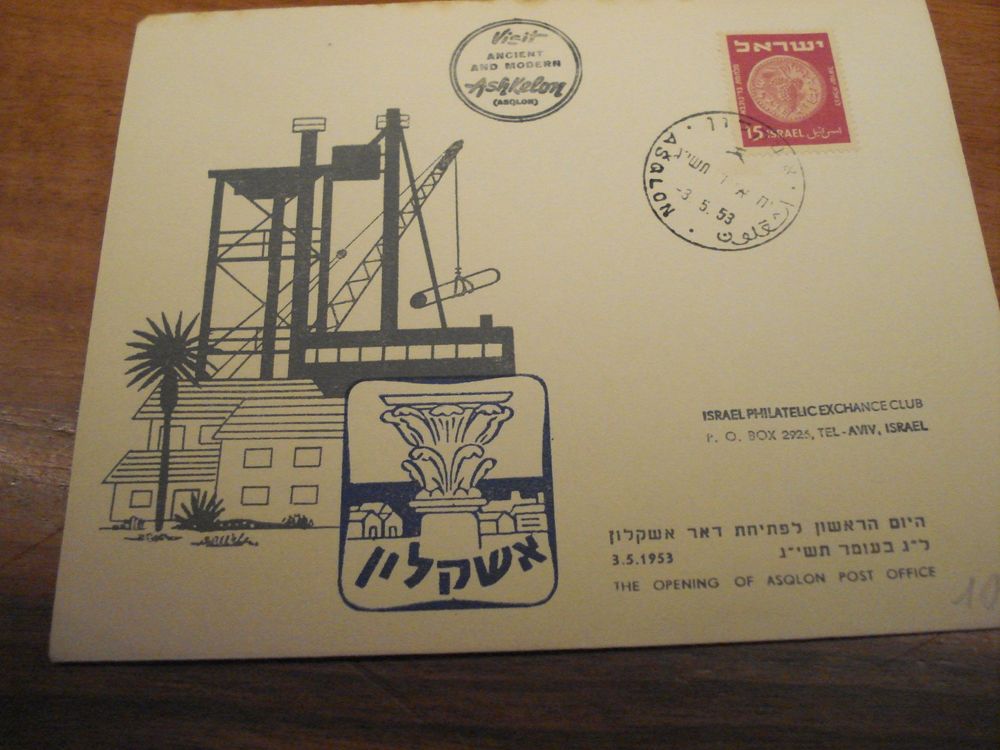 Visit
ANCIENT
AND MODERN
Ashkelon
(ASQLON)
ישראל
15 ISRAEL اسرائيل
ASQLON
-3. 5. 53
ISRAEL PHILATELIC EXCHANCE CLUB
P. O. BOX 2925, TEL-AVIV, ISRAEL
אשקלון
היום הראשון לפתיחת דאר אשקלון
ל״ג בעומר תשי״ג 3.5.1953
THE OPENING OF ASQLON POST OFFICE